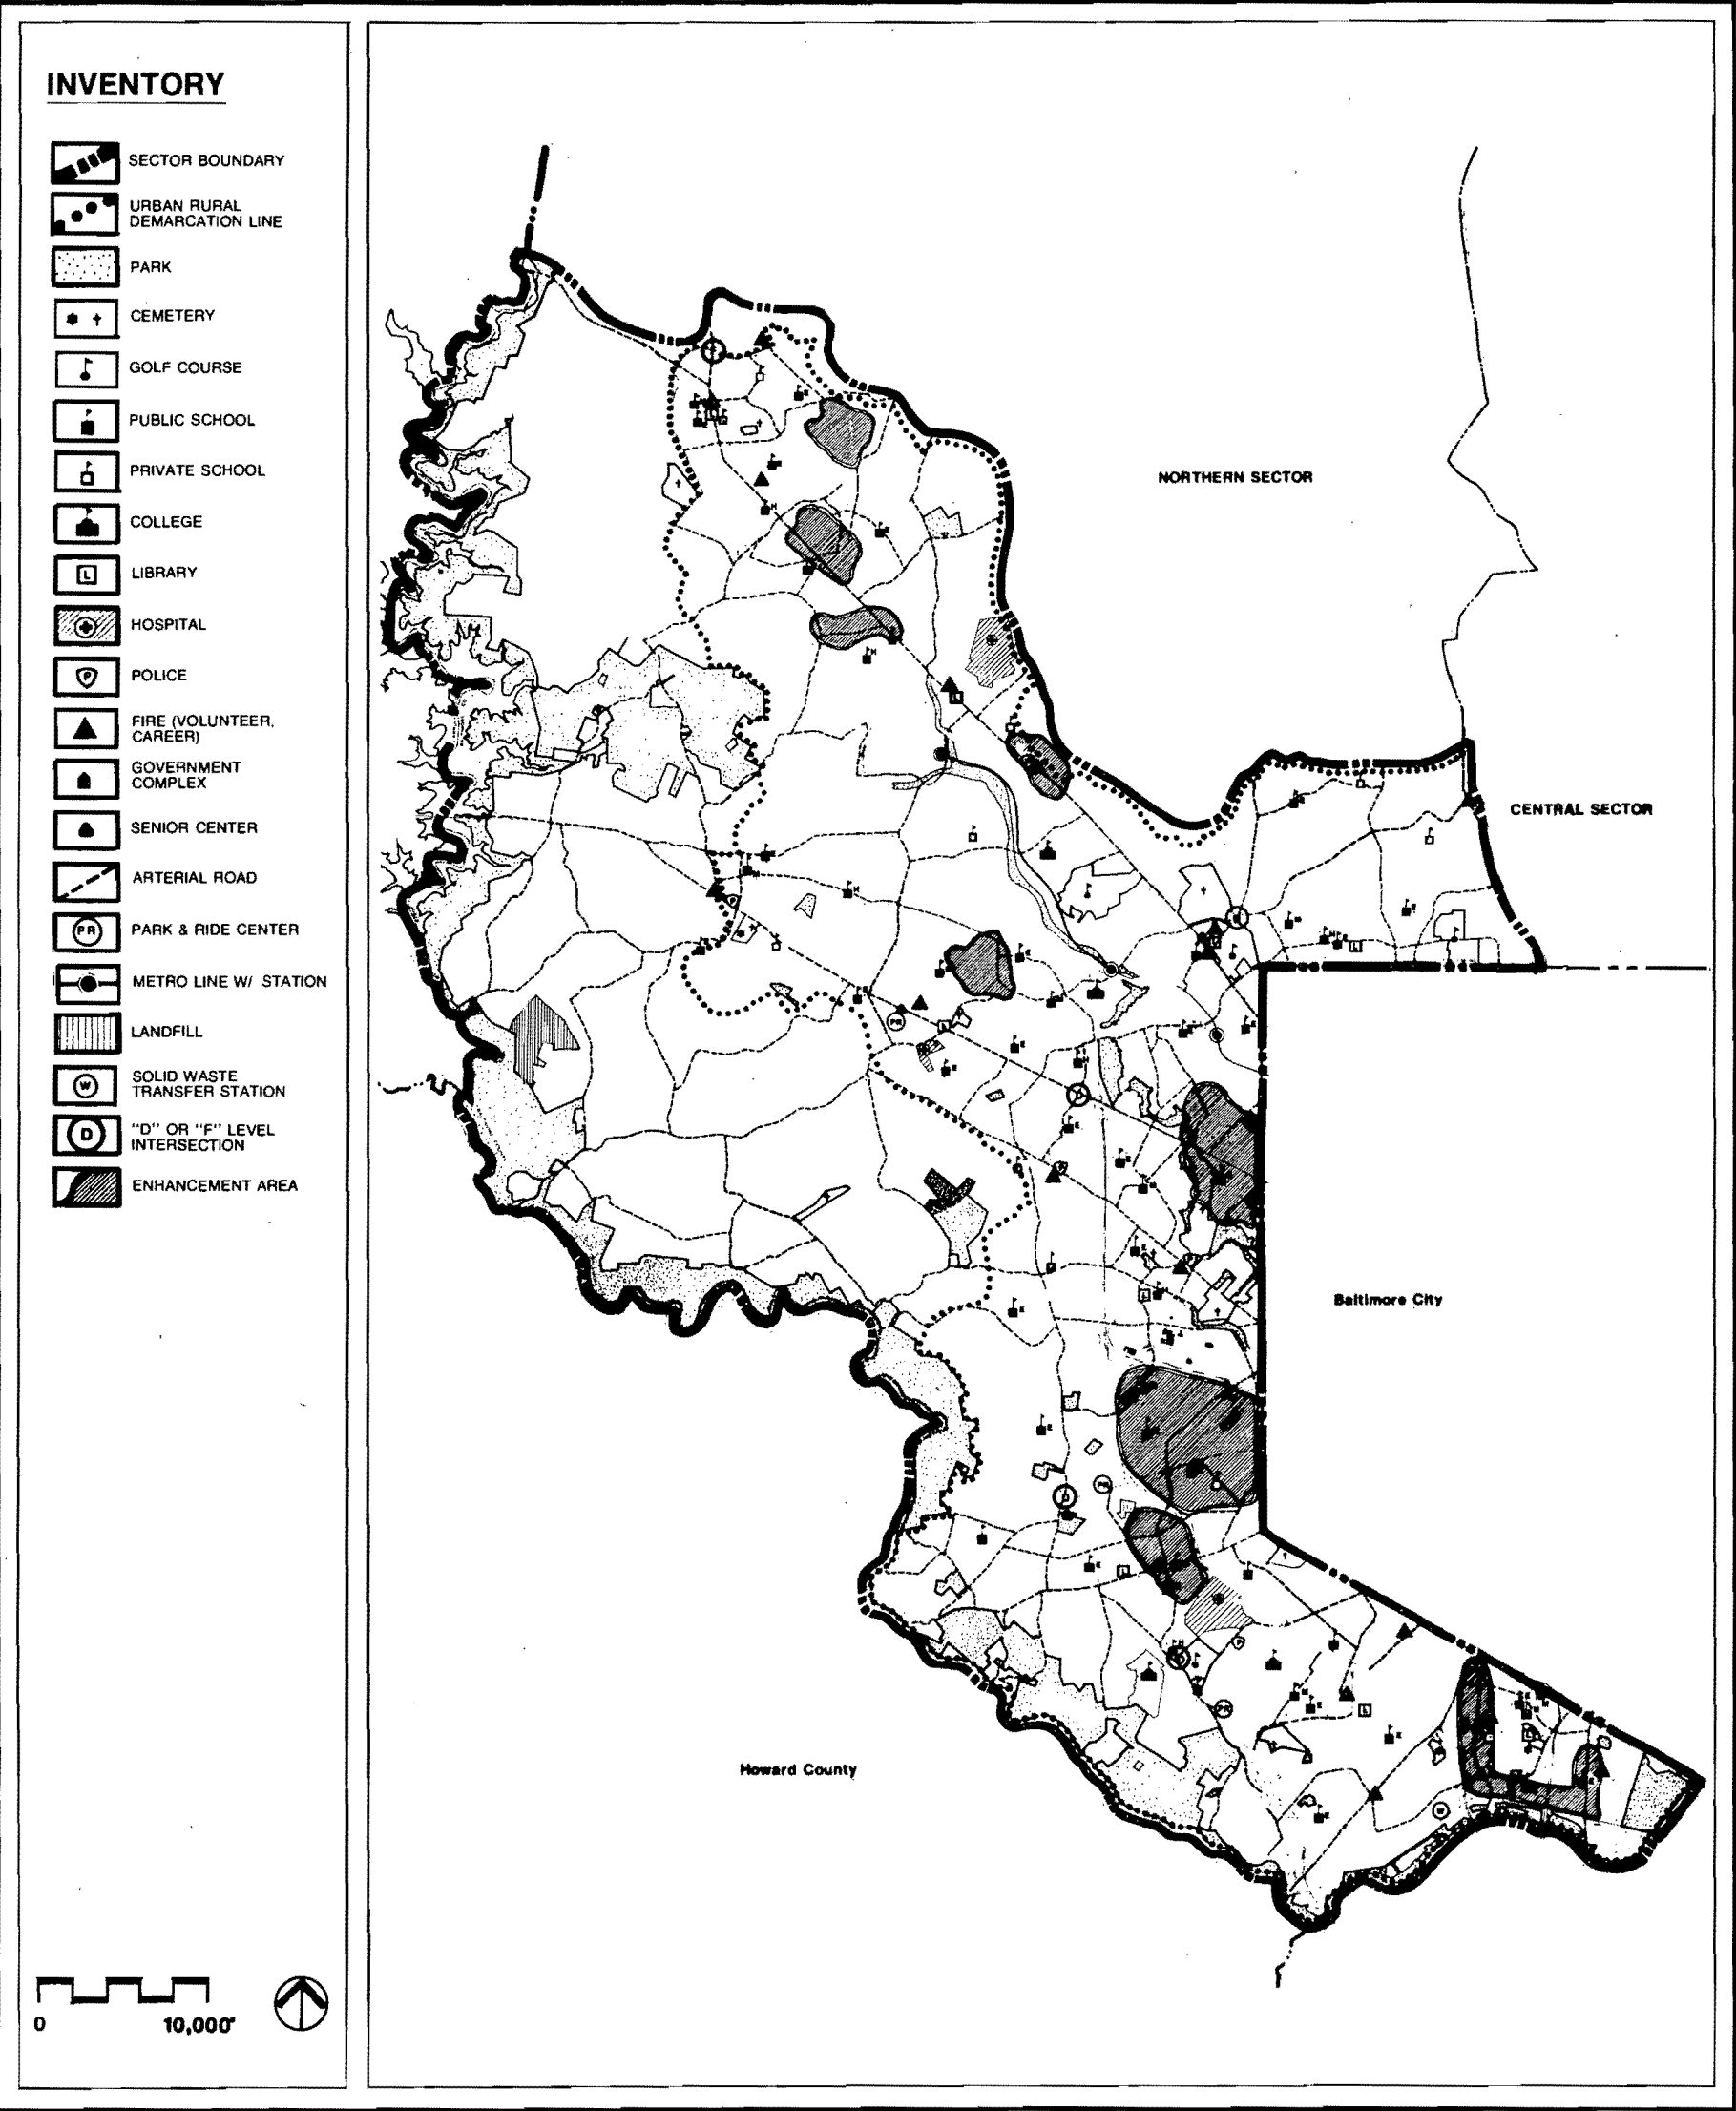 INVENTORY
SECTOR BOUNDARY
URBAN RURAL
DEMARCATION LINE
PARK
CEMETERY
GOLF COURSE
PUBLIC SCHOOL
PRIVATE SCHOOL
COLLEGE
L
LIBRARY
HOSPITAL
P
POLICE
FIRE (VOLUNTEER,
CAREER)
GOVERNMENT
COMPLEX
SENIOR CENTER
ARTERIAL ROAD
PR
PARK & RIDE CENTER
METRO LINE W/ STATION
LANDFILL
W
SOLID WASTE
TRANSFER STATION
D
"D" OR "F" LEVEL
INTERSECTION
ENHANCEMENT AREA
0
10,000'
NORTHERN SECTOR
CENTRAL SECTOR
Baltimore City
Howard County